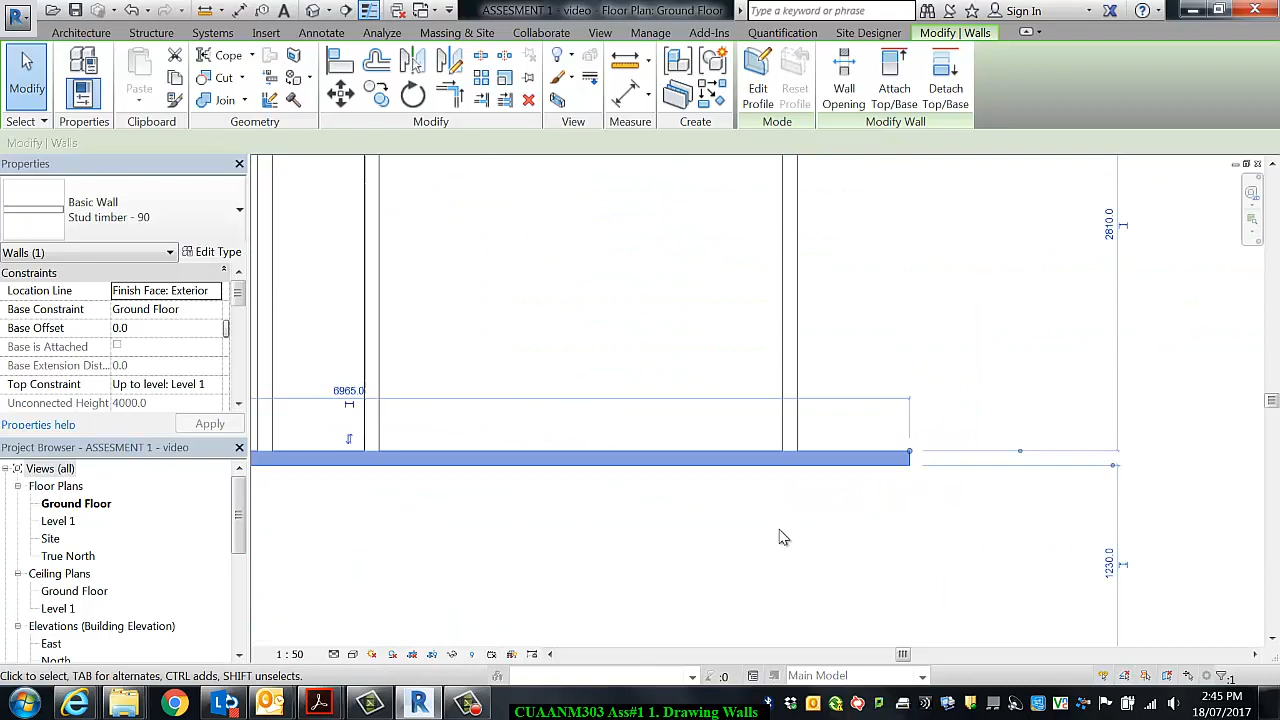 ASSESMENT 1 - video - Floor Plan: Ground Floor
Type a keyword or phrase
Sign In
Architecture Structure Systems Insert Annotate Analyze Massing & Site Collaborate View Manage Add-Ins Quantification Site Designer Modify | Walls
Modify
Paste
Cope
Cut
Join
Edit Profile
Reset Profile
Wall Opening
Attach Top/Base
Detach Top/Base
Select Properties Clipboard Geometry Modify View Measure Create Mode Modify Wall
Modify | Walls
Properties
Basic Wall
Stud timber - 90
Walls (1)
Edit Type
Constraints
Location Line Finish Face: Exterior
Base Constraint Ground Floor
Base Offset 0.0
Base is Attached
Base Extension Dist... 0.0
Top Constraint Up to level: Level 1
Unconnected Height 4000.0
Properties help
Apply
Project Browser - ASSESMENT 1 - video
Views (all)
Floor Plans
Ground Floor
Level 1
Site
True North
Ceiling Plans
Ground Floor
Level 1
Elevations (Building Elevation)
East
North
2810.0
6965.0
1230.0
1 : 50
Click to select, TAB for alternates, CTRL adds, SHIFT unselects.
:0
Main Model
:1
2:45 PM
18/07/2017
CUAANM303 Ass#1 1. Drawing Walls